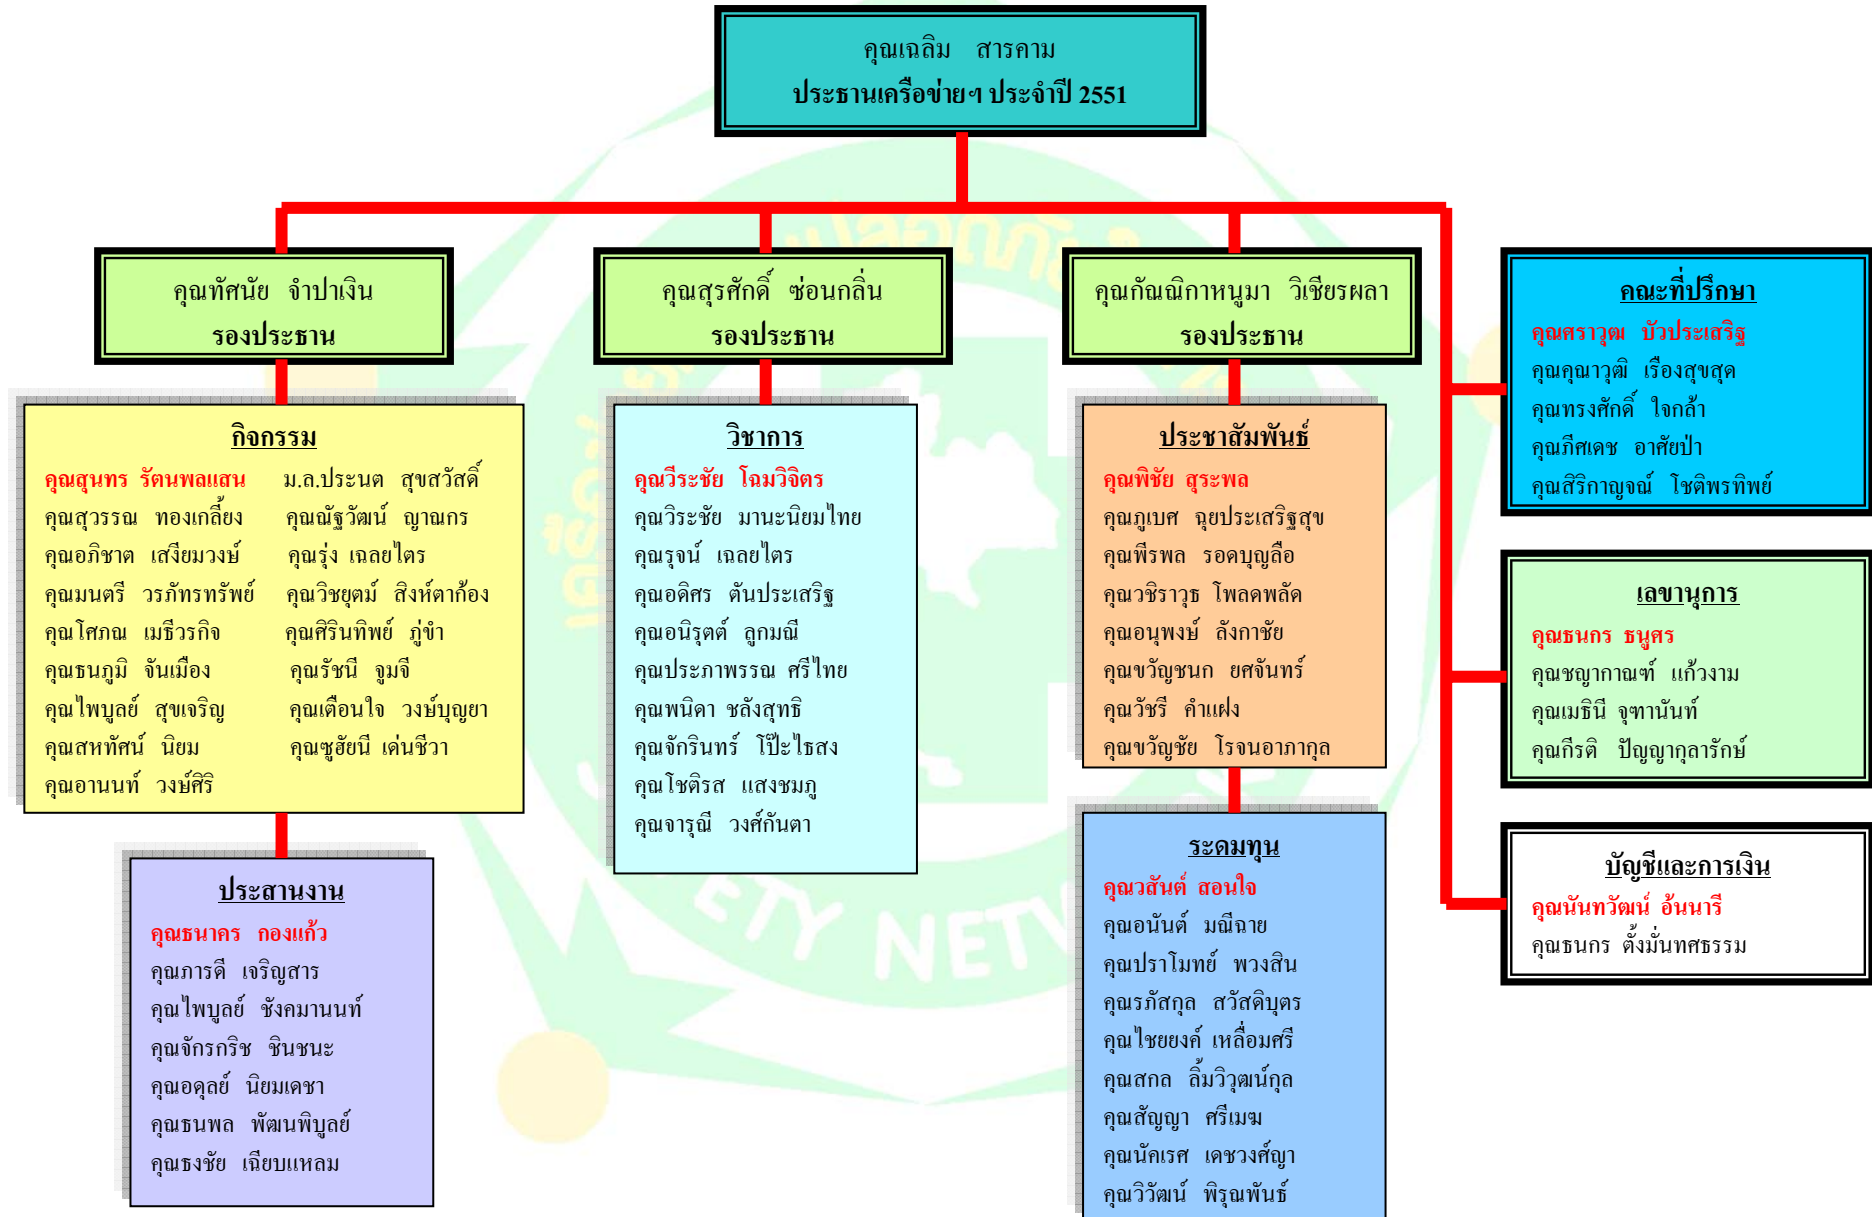 คุณเฉลิม สารคาม
ประธานเครือข่ายฯ ประจำปี 2551
คุณทัศนัย จำปาเงิน
รองประธาน
คุณสุรศักดิ์ ซ่อนกลิ่น
รองประธาน
คุณกัณณิกาหนูมา วิเชียรผลา
รองประธาน
คณะที่ปรึกษา
คุณศราวุฒ บัวประเสริฐ
คุณคุณาวุฒิ เรืองสุขสุด
คุณทรงศักดิ์ ใจกล้า
คุณภีศเดช อาศัยป่า
คุณสิริกาญจณ์ โชติพรทิพย์
กิจกรรม
คุณสุนทร รัตนพลแสน ม.ล.ประนต สุขสวัสดิ์
คุณสุวรรณ ทองเกลี้ยง คุณณัฐวัฒน์ ญาณกร
คุณอภิชาต เสงียมวงษ์ คุณรุ่ง เฉลยไตร
คุณมนตรี วรภัทรทรัพย์ คุณวิชยุตม์ สิงห์ตาก้อง
คุณโศภณ เมธีวรกิจ คุณศิรินทิพย์ ภู่ขำ
คุณธนภูมิ จันเมือง คุณรัชนี จูมจี
คุณไพบูลย์ สุขเจริญ คุณเตือนใจ วงษ์บุญยา
คุณสหทัศน์ นิยม คุณซูฮัยนี เด่นชีวา
คุณอานนท์ วงษ์ศิริ
วิชาการ
คุณวีระชัย โฉมวิจิตร
คุณวิระชัย มานะนิยมไทย
คุณรุจน์ เฉลยไตร
คุณอดิศร ตันประเสริฐ
คุณอนิรุตต์ ลูกมณี
คุณประภาพรรณ ศรีไทย
คุณพนิดา ชลังสุทธิ
คุณจักรินทร์ โป๊ะไธสง
คุณโชติรส แสงชมภู
คุณจารุณี วงศ์กันตา
ประชาสัมพันธ์
คุณพิชัย สุระพล
คุณภูเบศ ฉุยประเสริฐสุข
คุณพีรพล รอดบุญลือ
คุณวชิราวุธ โพลดพลัด
คุณอนุพงษ์ ลังกาชัย
คุณขวัญชนก ยศจันทร์
คุณวัชรี คำแฝง
คุณขวัญชัย โรจนอาภากุล
เลขานุการ
คุณธนกร ธนูศร
คุณชญากาณฑ์ แก้วงาม
คุณเมธินี จุฑานันท์
คุณกีรติ ปัญญากุลารักษ์
ประสานงาน
คุณธนาคร กองแก้ว
คุณภารดี เจริญสาร
คุณไพบูลย์ ชังคมานนท์
คุณจักรกริช ชินชนะ
คุณอดุลย์ นิยมเดชา
คุณธนพล พัฒนพิบูลย์
คุณธงชัย เฉียบแหลม
ระดมทุน
คุณวสันต์ สอนใจ
คุณอนันต์ มณีฉาย
คุณปราโมทย์ พวงสิน
คุณรภัสกุล สวัสดิบุตร
คุณไชยยงค์ เหลื่อมศรี
คุณสกล ลิ้มวิวุฒน์กุล
คุณสัญญา ศรีเมฆ
คุณนัคเรศ เดชวงศ์ญา
คุณวิวัฒน์ พิรุณพันธ์
บัญชีและการเงิน
คุณนันทวัฒน์ อ้นนารี
คุณธนกร ตั้งมั่นทศธรรม